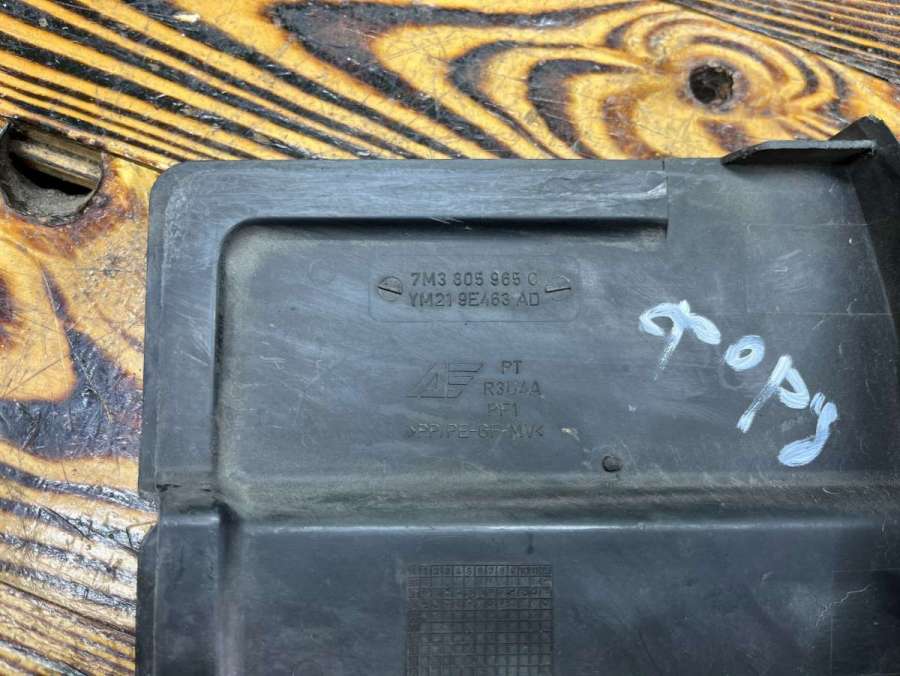 7M3 805 965 C
YM21 9E463 AD
PT
R3U4A
PF1
>PP/PE-GF-MV<
форд